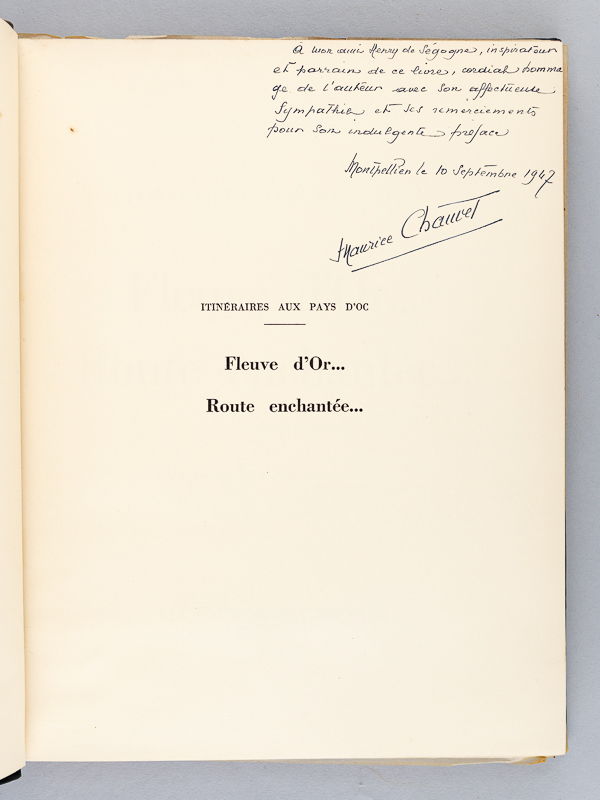 À mon ami Henry de Ségogne, inspirateur
et parrain de ce livre, cordial homma
ge de l'auteur avec son affectueuse
Sympathie et ses remerciements
pour son indulgente préface
Montpellier le 10 Septembre 1947
Maurice Chauvet
ITINÉRAIRES AUX PAYS D'OC
Fleuve d'Or...
Route enchantée...